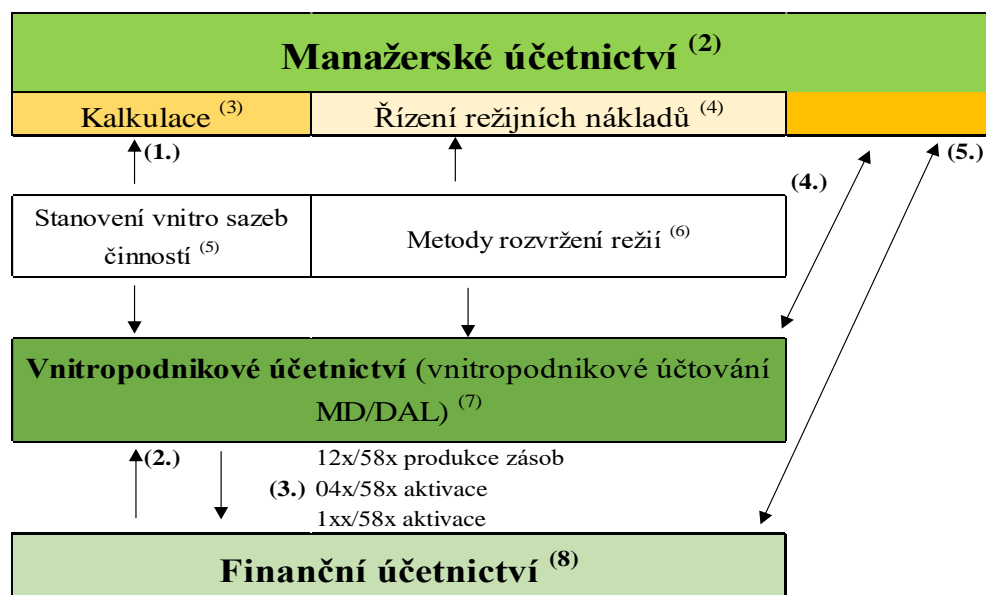 Manažerské účetnictví (2)
Kalkulace (3)
Řízení režijních nákladů (4)
(1.)
(5.)
(4.)
Stanovení vnitro sazeb
činností (5)
Metody rozvržení režií (6)
Vnitropodnikové účetnictví (vnitropodnikové účtování
MD/DAL) (7)
(2.)
12x/58x produkce zásob
(3.) 04x/58x aktivace
1xx/58x aktivace
Finanční účetnictví (8)